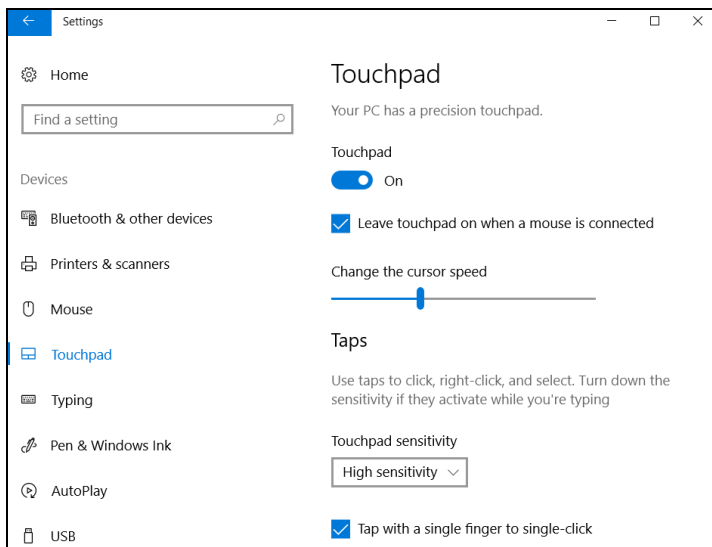 Settings
Home
Find a setting
Devices
Bluetooth & other devices
Printers & scanners
Mouse
Touchpad
Typing
Pen & Windows Ink
AutoPlay
USB
Touchpad
Your PC has a precision touchpad.
Touchpad
On
Leave touchpad on when a mouse is connected
Change the cursor speed
Taps
Use taps to click, right-click, and select. Turn down the
sensitivity if they activate while you're typing
Touchpad sensitivity
High sensitivity
Tap with a single finger to single-click